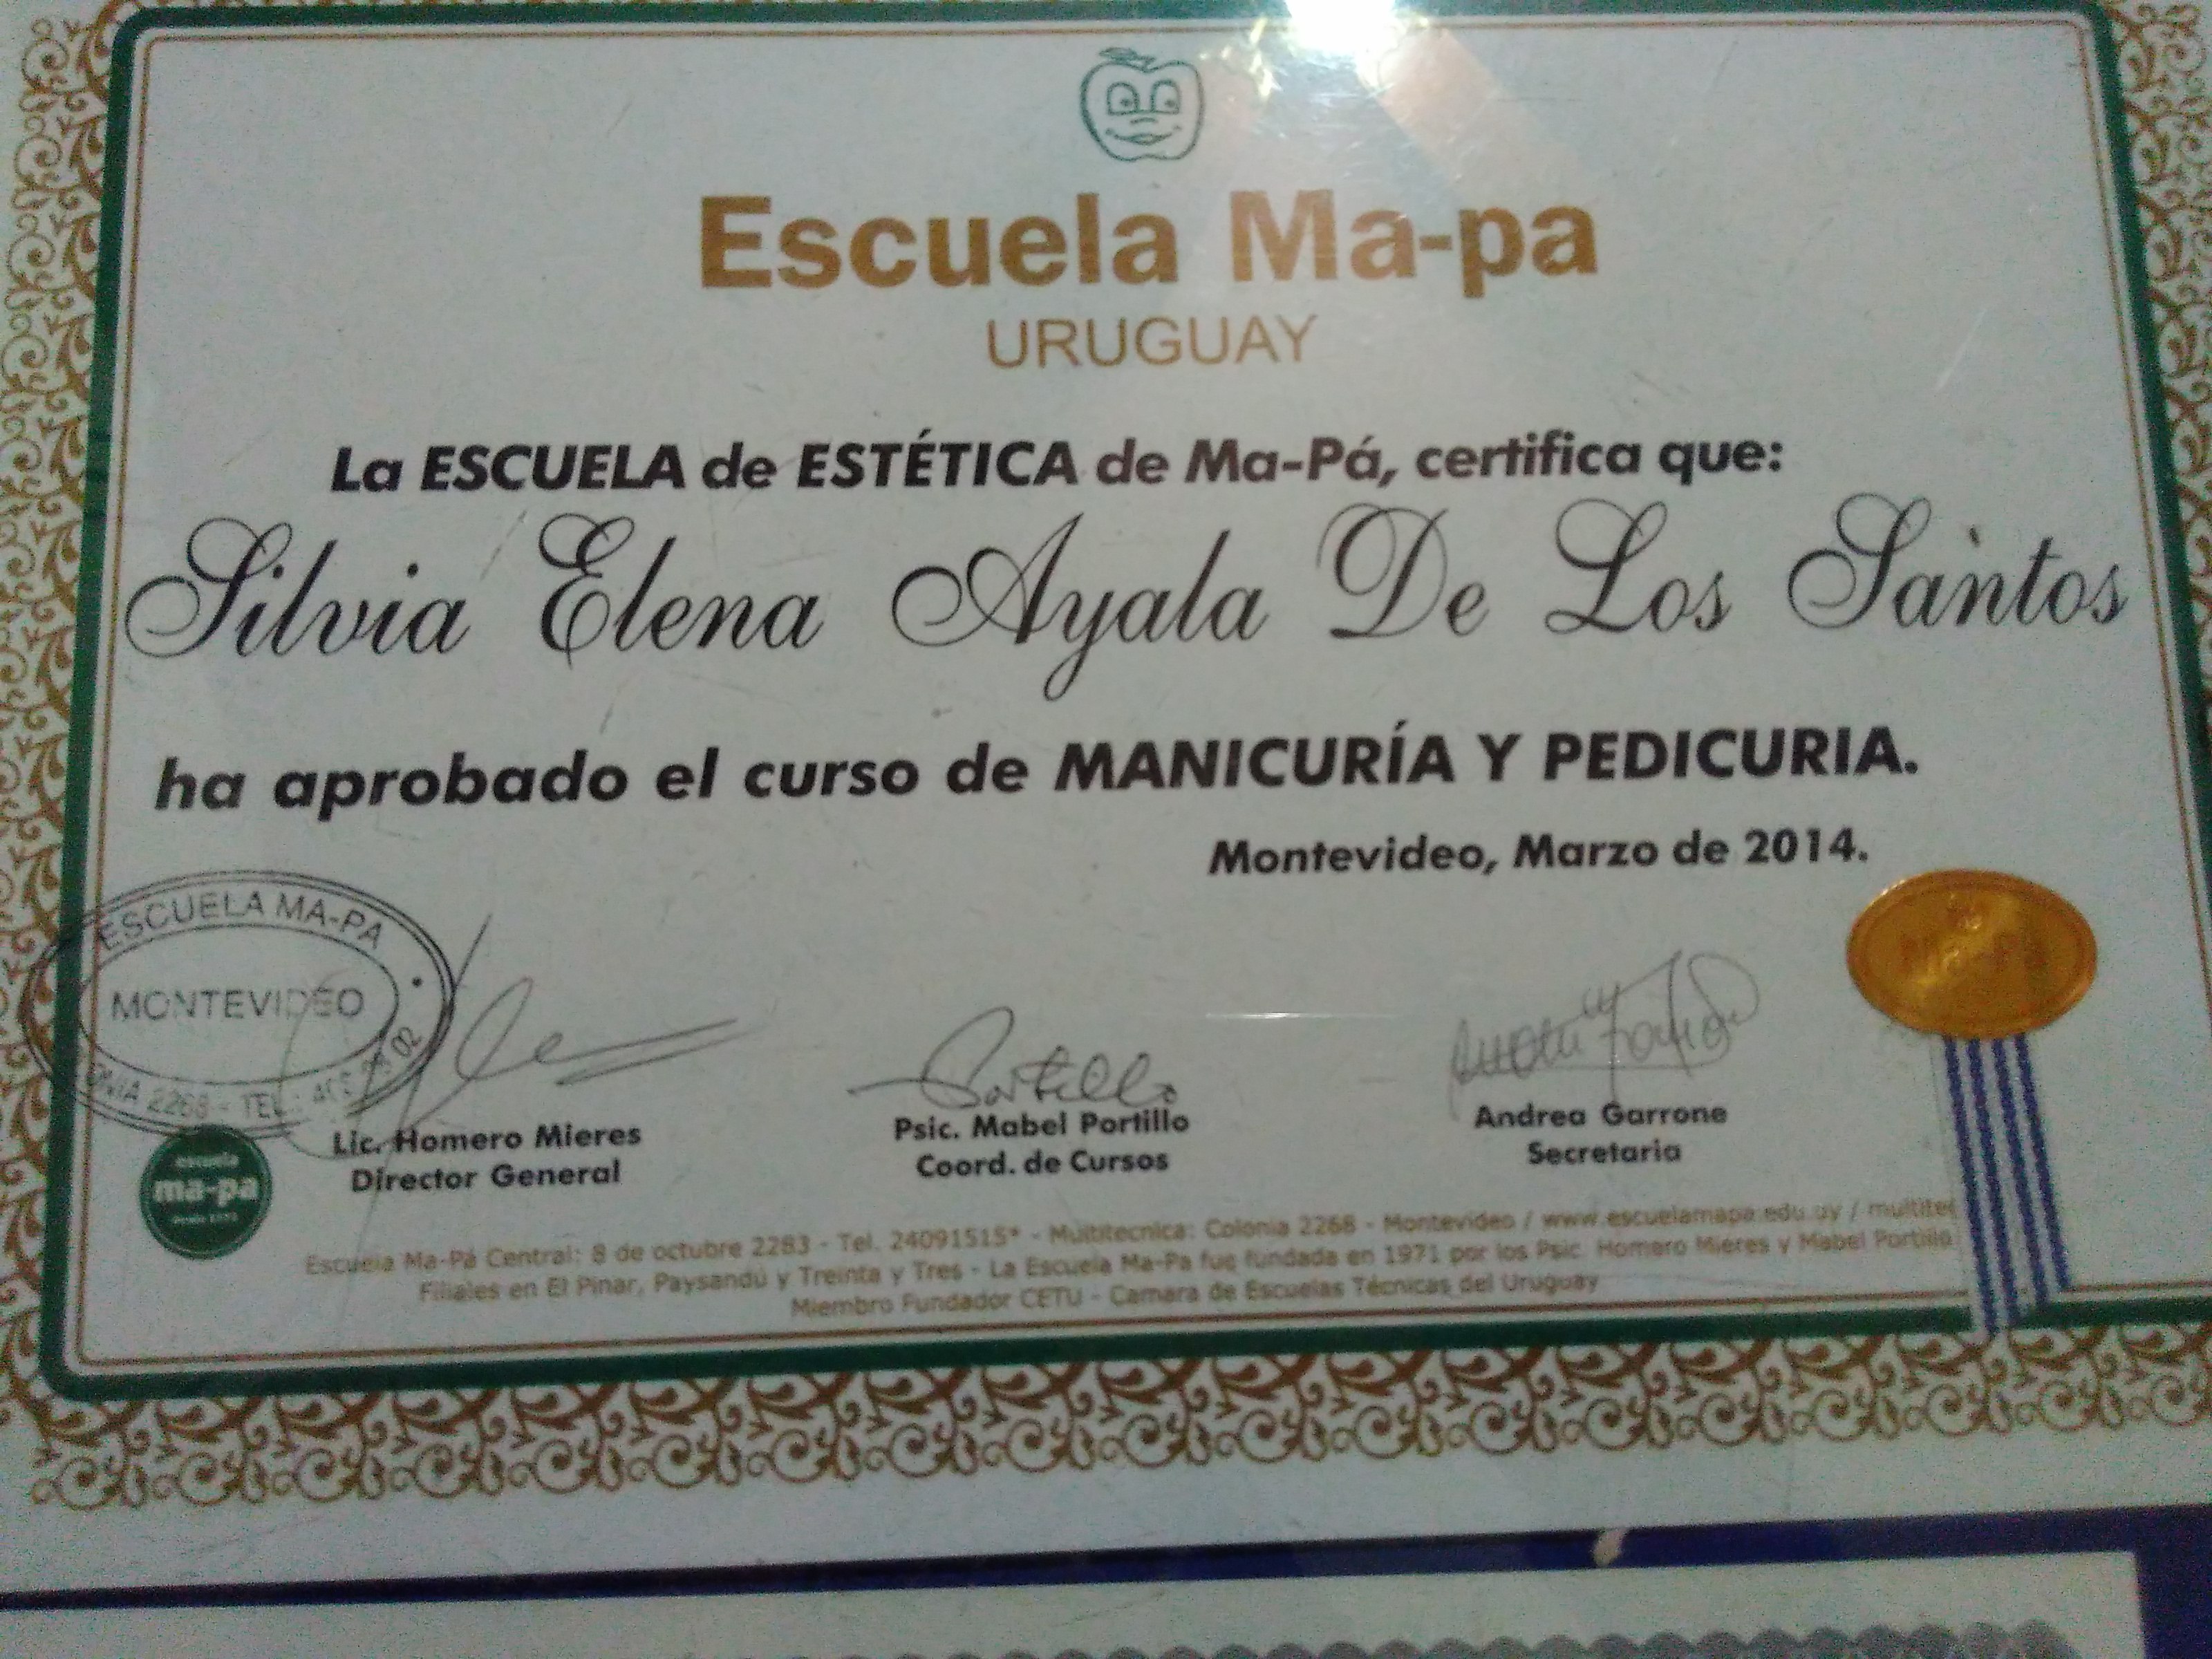 Escuela Ma-pa
URUGUAY
La ESCUELA de ESTÉTICA de Ma-Pá, certifica que:
Silvia Elena Ayala De Los Santos
ha aprobado el curso de MANICURÍA Y PEDICURIA.
Montevideo, Marzo de 2014.
ESCUELA MA-PA
MONTEVIDEO
ONIA 2268 - TEL.:
Ma-Pa
Lic. Homero Mieres
Director General
Psic. Mabel Portillo
Coord. de Cursos
Andrea Garrone
Secretaria
escuela
ma-pa
desde 1971
Escuela Ma-Pá Central: 8 de octubre 2283 - Tel. 24091515* - Multitecnica: Colonia 2268 - Montevideo / www.escuelamapa.edu.uy / multitec
Filiales en El Pinar, Paysandú y Treinta y Tres - La Escuela Ma-Pa fue fundada en 1971 por los Psic. Homero Mieres y Mabel Portillo
Miembro Fundador CETU - Camara de Escuelas Técnicas del Uruguay